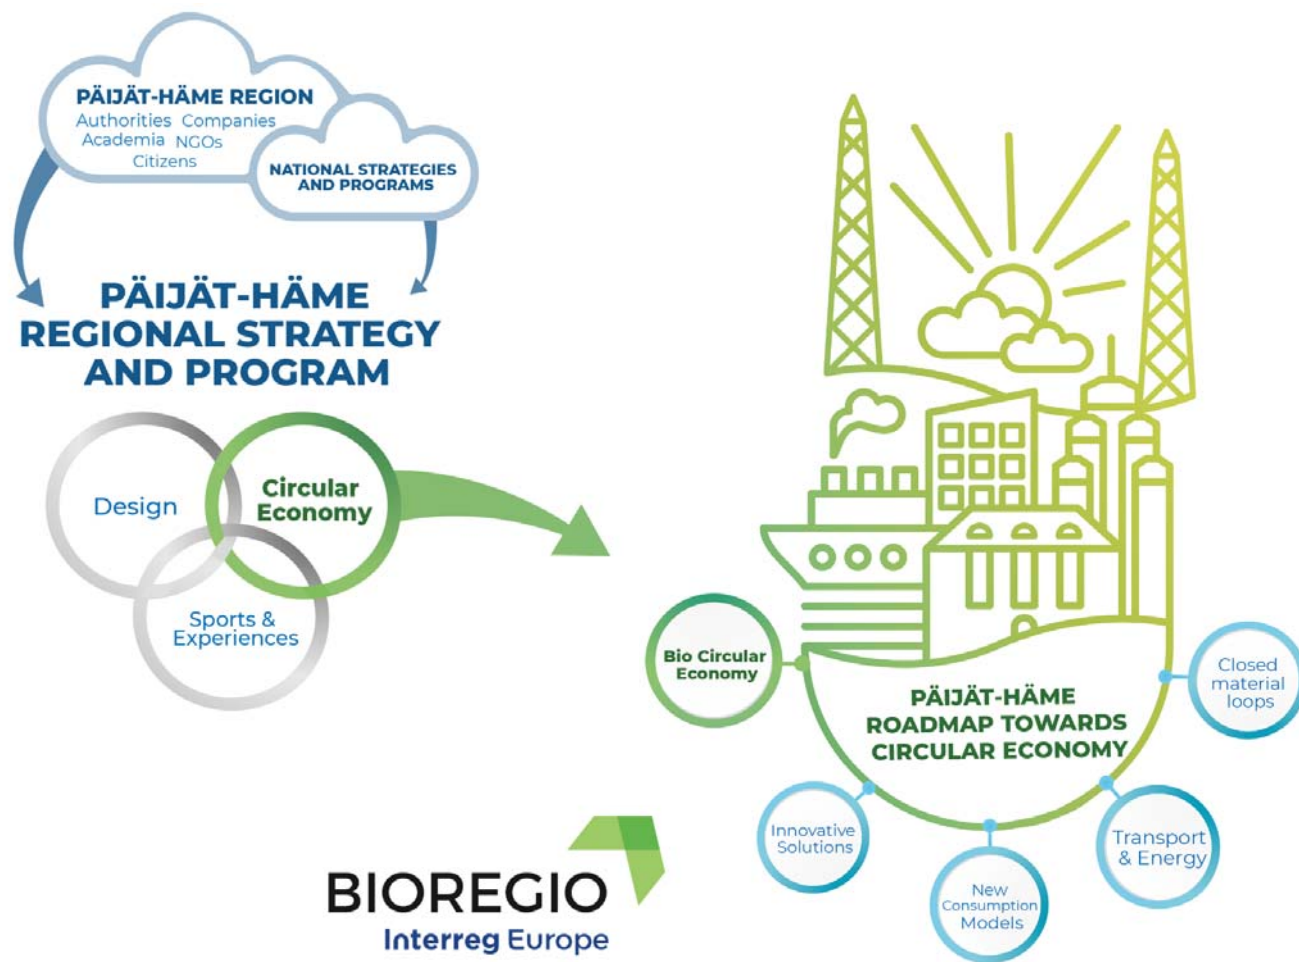 PÄIJÄT-HÄME REGION
Authorities Companies
Academia NGOs
Citizens
NATIONAL STRATEGIES
AND PROGRAMS
PÄIJÄT-HÄME
REGIONAL STRATEGY
AND PROGRAM
Design
Circular
Economy
Sports &
Experiences
Bio Circular
Economy
PÄIJÄT-HÄME
ROADMAP TOWARDS
CIRCULAR ECONOMY
Closed
material
loops
Innovative
Solutions
New
Consumption
Models
Transport
& Energy
BIOREGIO
Interreg Europe